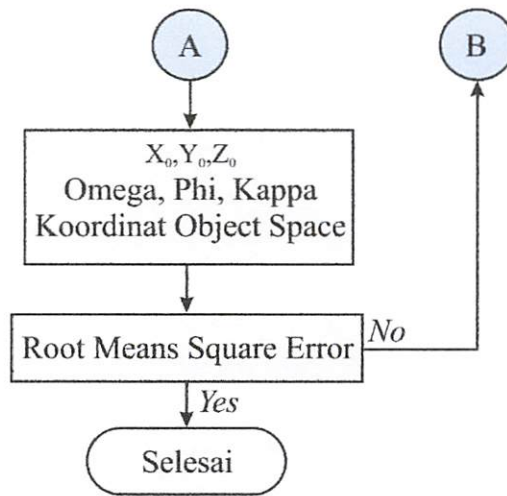 A
B
X₀,Y₀,Z₀
Omega, Phi, Kappa
Koordinat Object Space
Root Means Square Error
No
Yes
Selesai